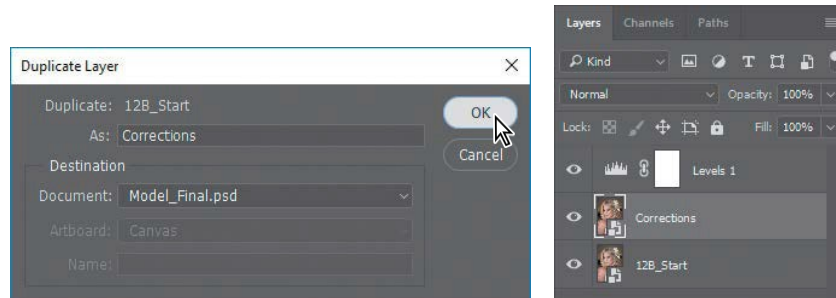 Duplicate Layer
Duplicate: 12B_Start
As: Corrections
OK
Cancel
Destination
Document: Model_Final.psd
Artboard: Canvas
Name:
Layers Channels Paths
Kind
T
Normal Opacity: 100%
Lock: Fill: 100%
Levels 1
Corrections
12B_Start